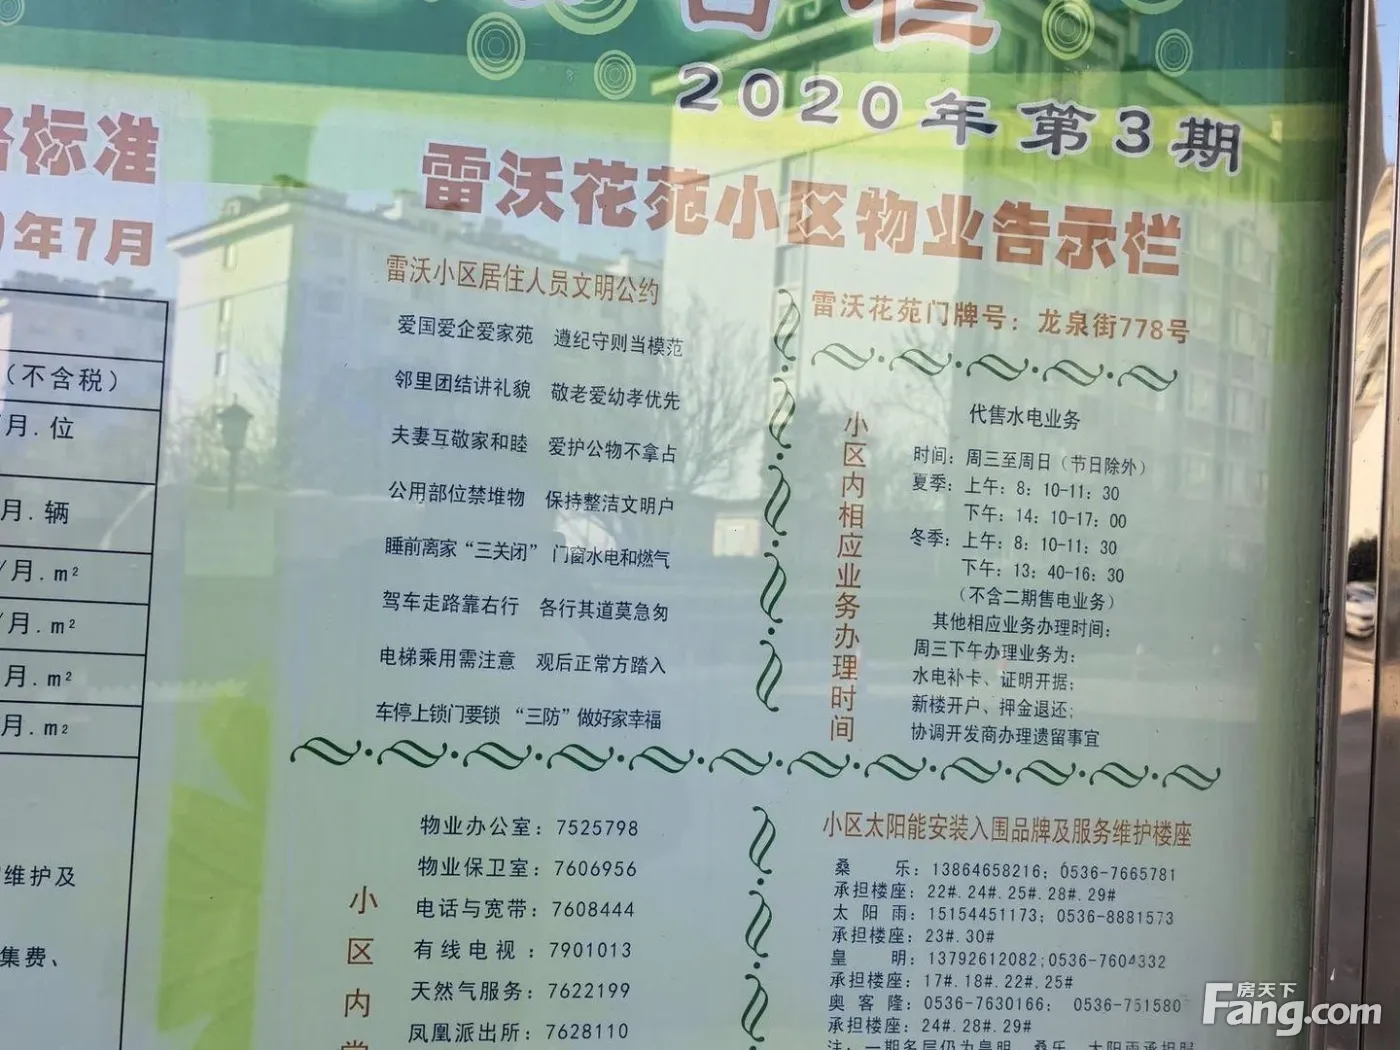 2020年第3期
标准
年7月
(不含税)
月.位
月.辆
/月.m²
/月.m²
月.m²
月.m²
维护及
集费、
雷沃花苑小区物业告示栏
雷沃小区居住人员文明公约
爱国爱企爱家苑 遵纪守则当模范
邻里团结讲礼貌 敬老爱幼孝优先
夫妻互敬家和睦 爱护公物不拿占
公用部位禁堆物 保持整洁文明户
睡前离家“三关闭” 门窗水电和燃气
驾车走路靠右行 各行其道莫急匆
电梯乘用需注意 观后正常方踏入
车停上锁门要锁 “三防”做好家幸福
雷沃花苑门牌号：龙泉街778号
小区内相应业务办理时间
代售水电业务
时间：周三至周日（节日除外）
夏季：上午：8：10-11：30
下午：14：10-17：00
冬季：上午：8：10-11：30
下午：13：40-16：30
（不含二期售电业务）
其他相应业务办理时间：
周三下午办理业务为：
水电补卡、证明开据；
新楼开户、押金退还；
协调开发商办理遗留事宜
小区内
物业办公室：7525798
物业保卫室：7606956
电话与宽带：7608444
有线电视：7901013
天然气服务：7622199
凤凰派出所：7628110
小区太阳能安装入围品牌及服务维护楼座
桑 乐：13864658216；0536-7665781
承担楼座：22#.24#.25#.28#.29#
太阳雨：15154451173；0536-8881573
承担楼座：23#.30#
皇 明：13792612082；0536-7604332
承担楼座：17#.18#.22#.25#
奥客隆：0536-7630166； 0536-751580
承担楼座：24#.28#.29#
注：一期多层仍为皇明、桑乐、太阳雨承担服
房天下
Fang.com